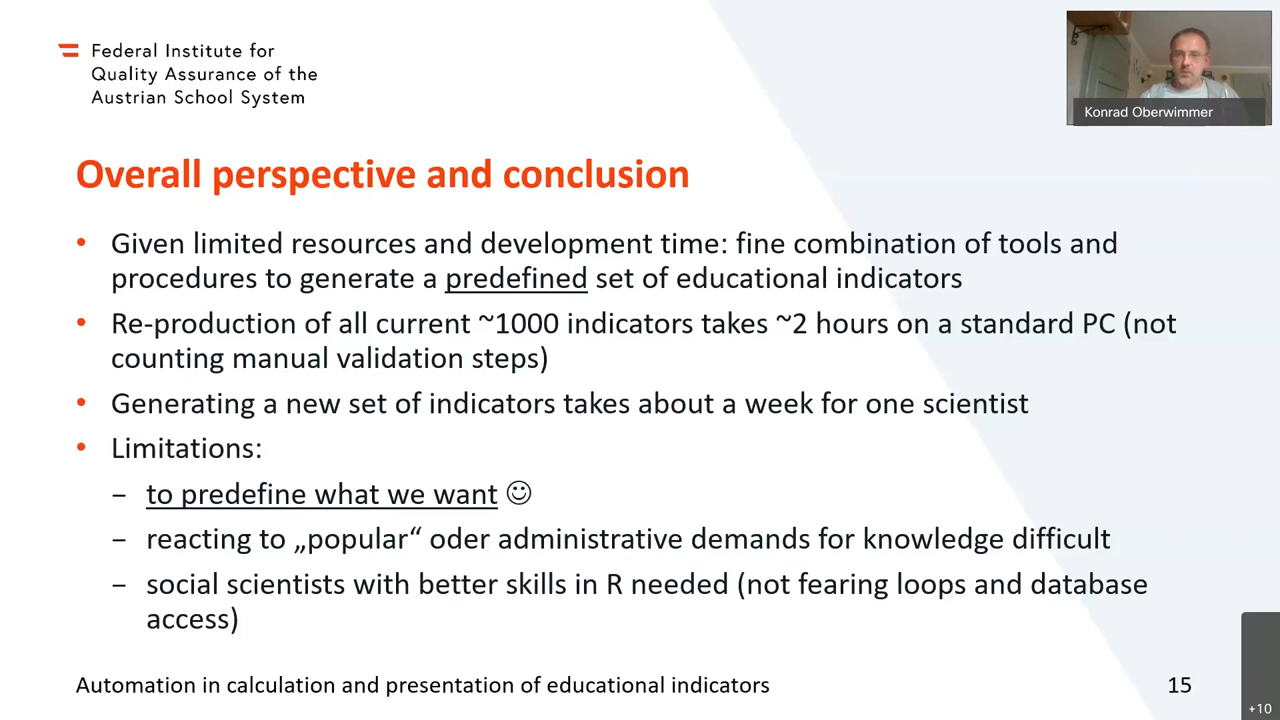 Federal Institute for
Quality Assurance of the
Austrian School System
Konrad Oberwimmer
Overall perspective and conclusion
• Given limited resources and development time: fine combination of tools and
procedures to generate a predefined set of educational indicators
• Re-production of all current ~1000 indicators takes ~2 hours on a standard PC (not
counting manual validation steps)
• Generating a new set of indicators takes about a week for one scientist
• Limitations:
− to predefine what we want ☺
− reacting to „popular“ oder administrative demands for knowledge difficult
− social scientists with better skills in R needed (not fearing loops and database
access)
Automation in calculation and presentation of educational indicators
15
+10